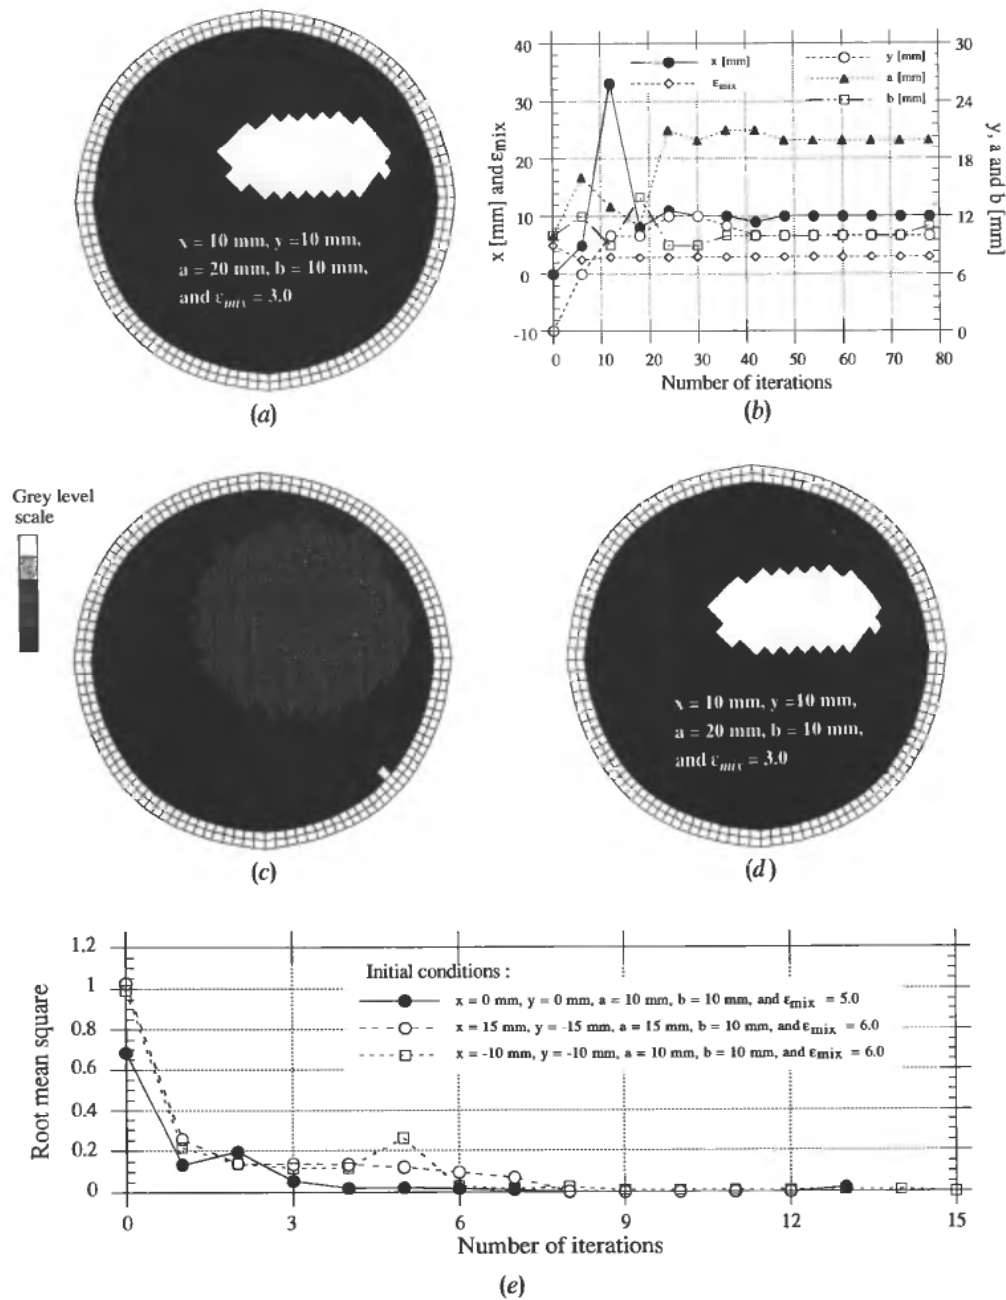 x = 10 mm, y =10 mm,
a = 20 mm, b = 10 mm,
and εmix = 3.0
(a)
40
30
20
10
0
-10
x [mm] and εmix
x [mm]
εmix
y [mm]
a [mm]
b [mm]
30
24
18
12
6
0
y, a and b [mm]
0 10 20 30 40 50 60 70 80
Number of iterations
(b)
Grey level
scale
(c)
x = 10 mm, y =10 mm,
a = 20 mm, b = 10 mm,
and εmix = 3.0
(d)
1.2
1
0.8
0.6
0.4
0.2
0
Root mean square
Initial conditions :
x = 0 mm, y = 0 mm, a = 10 mm, b = 10 mm, and εmix = 5.0
x = 15 mm, y = -15 mm, a = 15 mm, b = 10 mm, and εmix = 6.0
x = -10 mm, y = -10 mm, a = 10 mm, b = 10 mm, and εmix = 6.0
0 3 6 9 12 15
Number of iterations
(e)